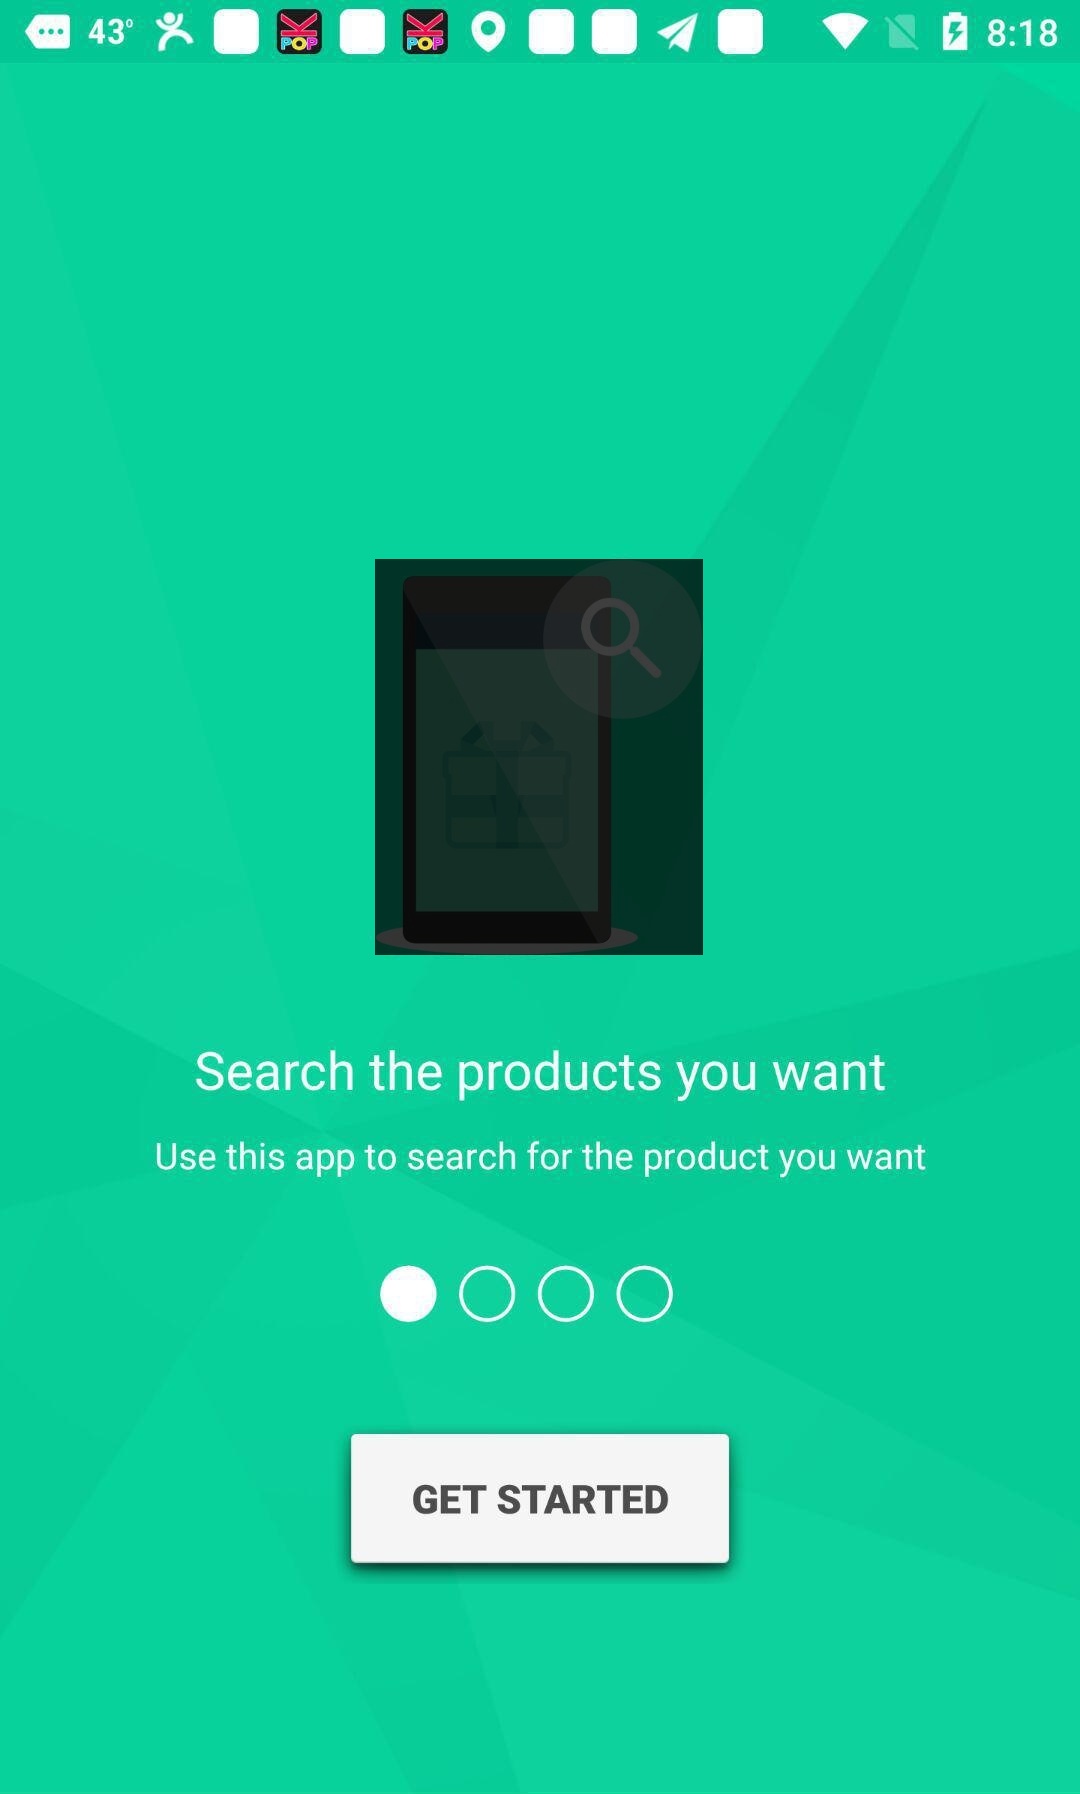 43° K POP K POP 8:18
Search the products you want
Use this app to search for the product you want
GET STARTED